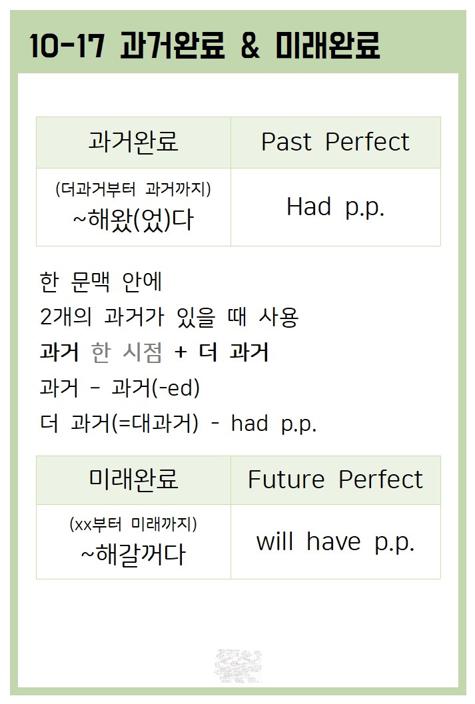 10-17 과거완료 & 미래완료
과거완료 Past Perfect
(더과거부터 과거까지)
~해왔(었)다
Had p.p.
한 문맥 안에
2개의 과거가 있을 때 사용
과거 한 시점 + 더 과거
과거 - 과거(-ed)
더 과거(=대과거) - had p.p.
미래완료 Future Perfect
(xx부터 미래까지)
~해갈꺼다
will have p.p.